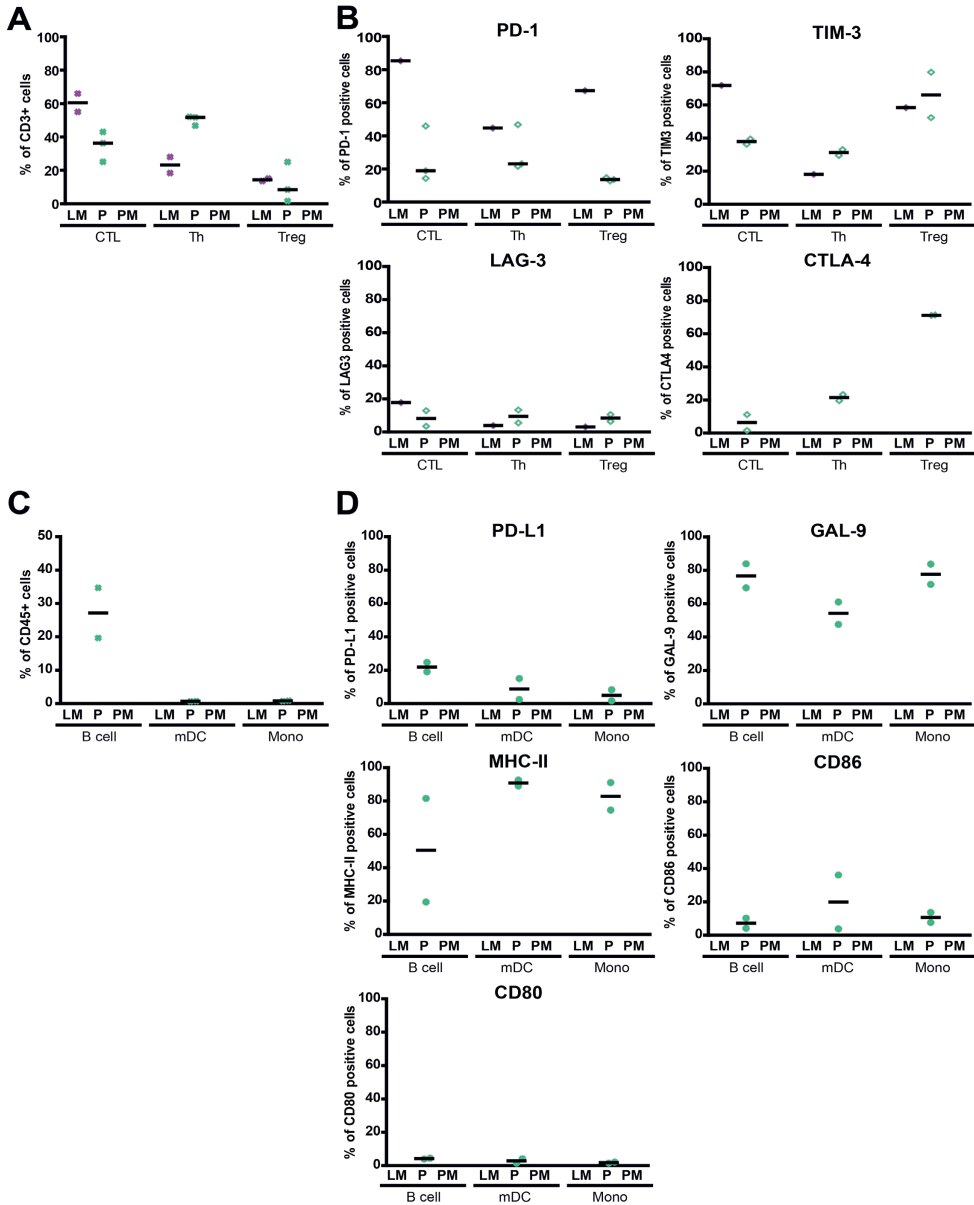 A
% of CD3+ cells
100
80
60
40
20
0
LM P PM LM P PM LM P PM
CTL Th Treg
B
PD-1
% of PD-1 positive cells
100
80
60
40
20
0
LM P PM LM P PM LM P PM
CTL Th Treg
TIM-3
% of TIM3 positive cells
100
80
60
40
20
0
LM P PM LM P PM LM P PM
CTL Th Treg
LAG-3
% of LAG3 positive cells
100
80
60
40
20
0
LM P PM LM P PM LM P PM
CTL Th Treg
CTLA-4
% of CTLA4 positive cells
100
80
60
40
20
0
LM P PM LM P PM LM P PM
CTL Th Treg
C
% of CD45+ cells
50
40
30
20
10
0
LM P PM LM P PM LM P PM
B cell mDC Mono
D
PD-L1
% of PD-L1 positive cells
100
80
60
40
20
0
LM P PM LM P PM LM P PM
B cell mDC Mono
GAL-9
% of GAL-9 positive cells
100
80
60
40
20
0
LM P PM LM P PM LM P PM
B cell mDC Mono
MHC-II
% of MHC-II positive cells
100
80
60
40
20
0
LM P PM LM P PM LM P PM
B cell mDC Mono
CD86
% of CD86 positive cells
100
80
60
40
20
0
LM P PM LM P PM LM P PM
B cell mDC Mono
CD80
% of CD80 positive cells
100
80
60
40
20
0
LM P PM LM P PM LM P PM
B cell mDC Mono